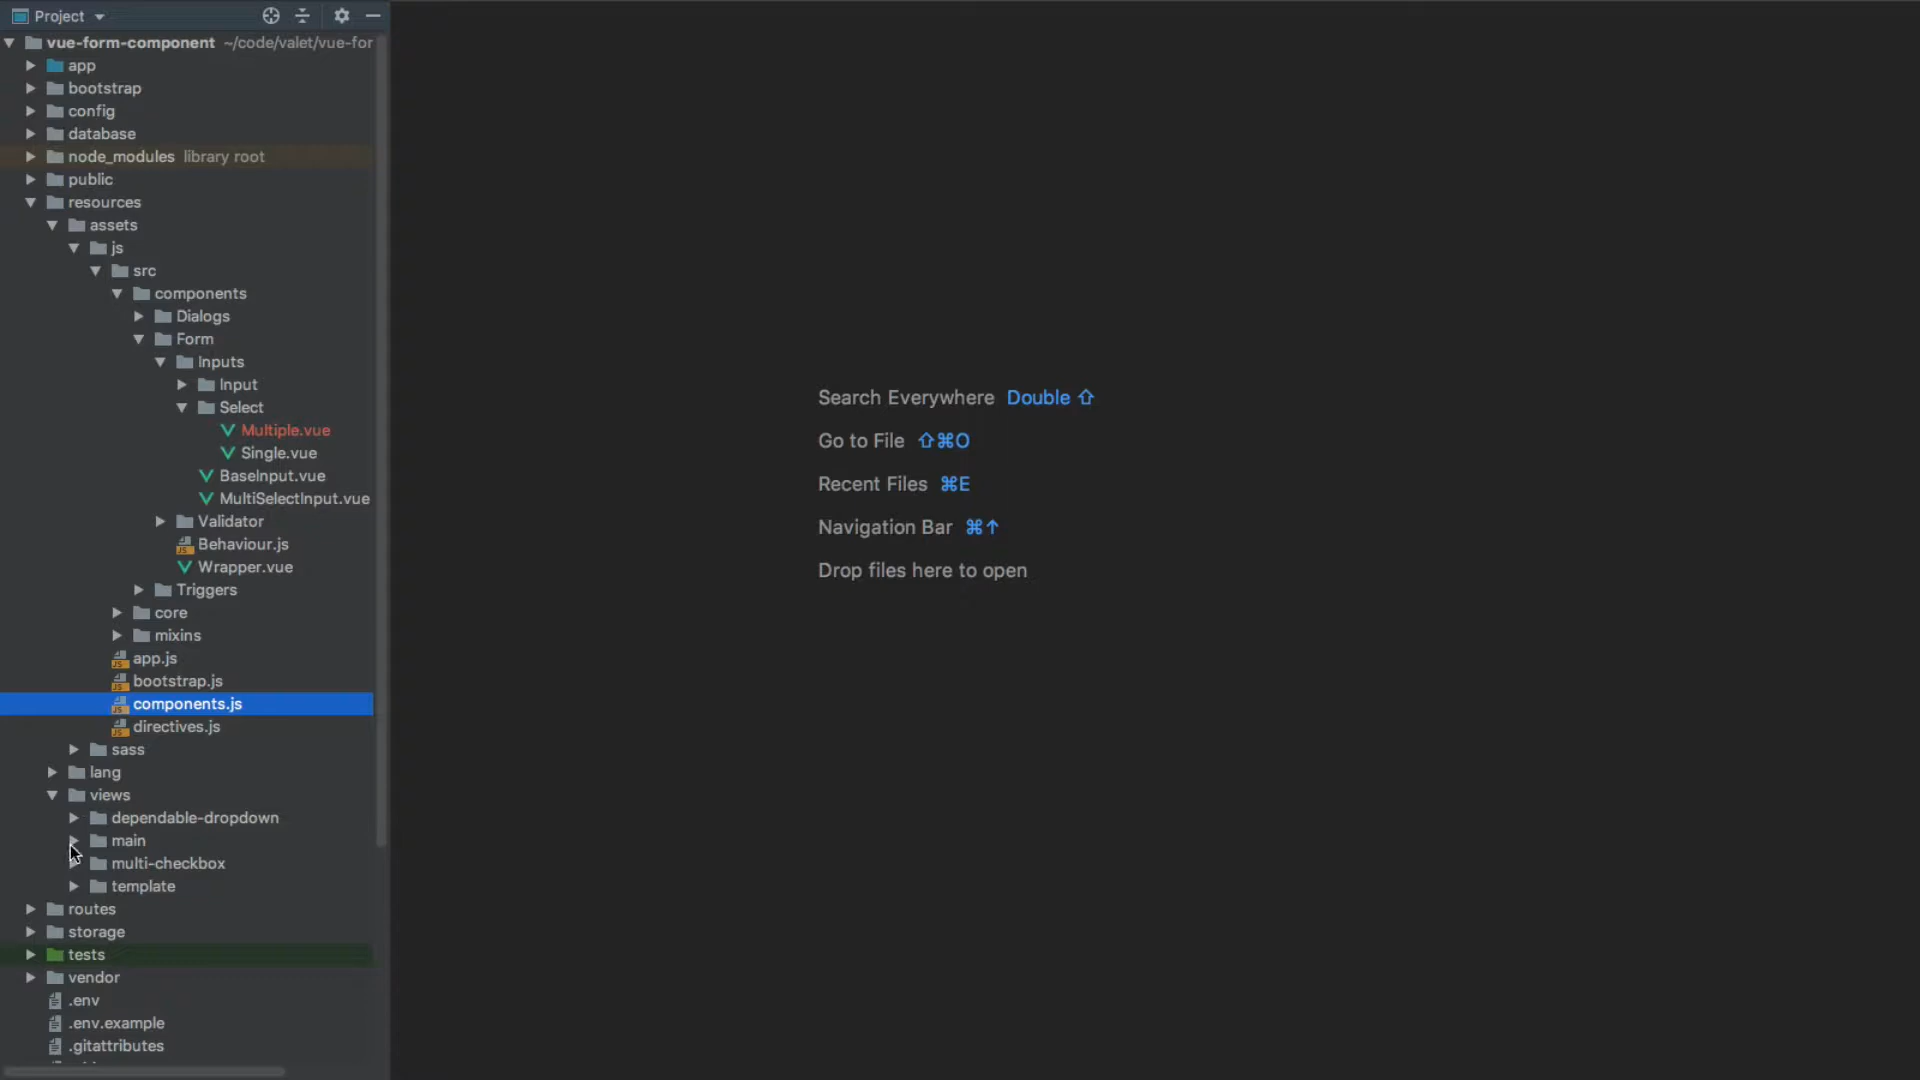 Project
vue-form-component ~/code/valet/vue-for
app
bootstrap
config
database
node_modules library root
public
resources
assets
js
src
components
Dialogs
Form
Inputs
Input
Select
Multiple.vue
Single.vue
BaseInput.vue
MultiSelectInput.vue
Validator
Behaviour.js
Wrapper.vue
Triggers
core
mixins
app.js
bootstrap.js
components.js
directives.js
sass
lang
views
dependable-dropdown
main
multi-checkbox
template
routes
storage
tests
vendor
.env
.env.example
.gitattributes
Search Everywhere Double ⇧
Go to File ⇧⌘O
Recent Files ⌘E
Navigation Bar ⌘↑
Drop files here to open